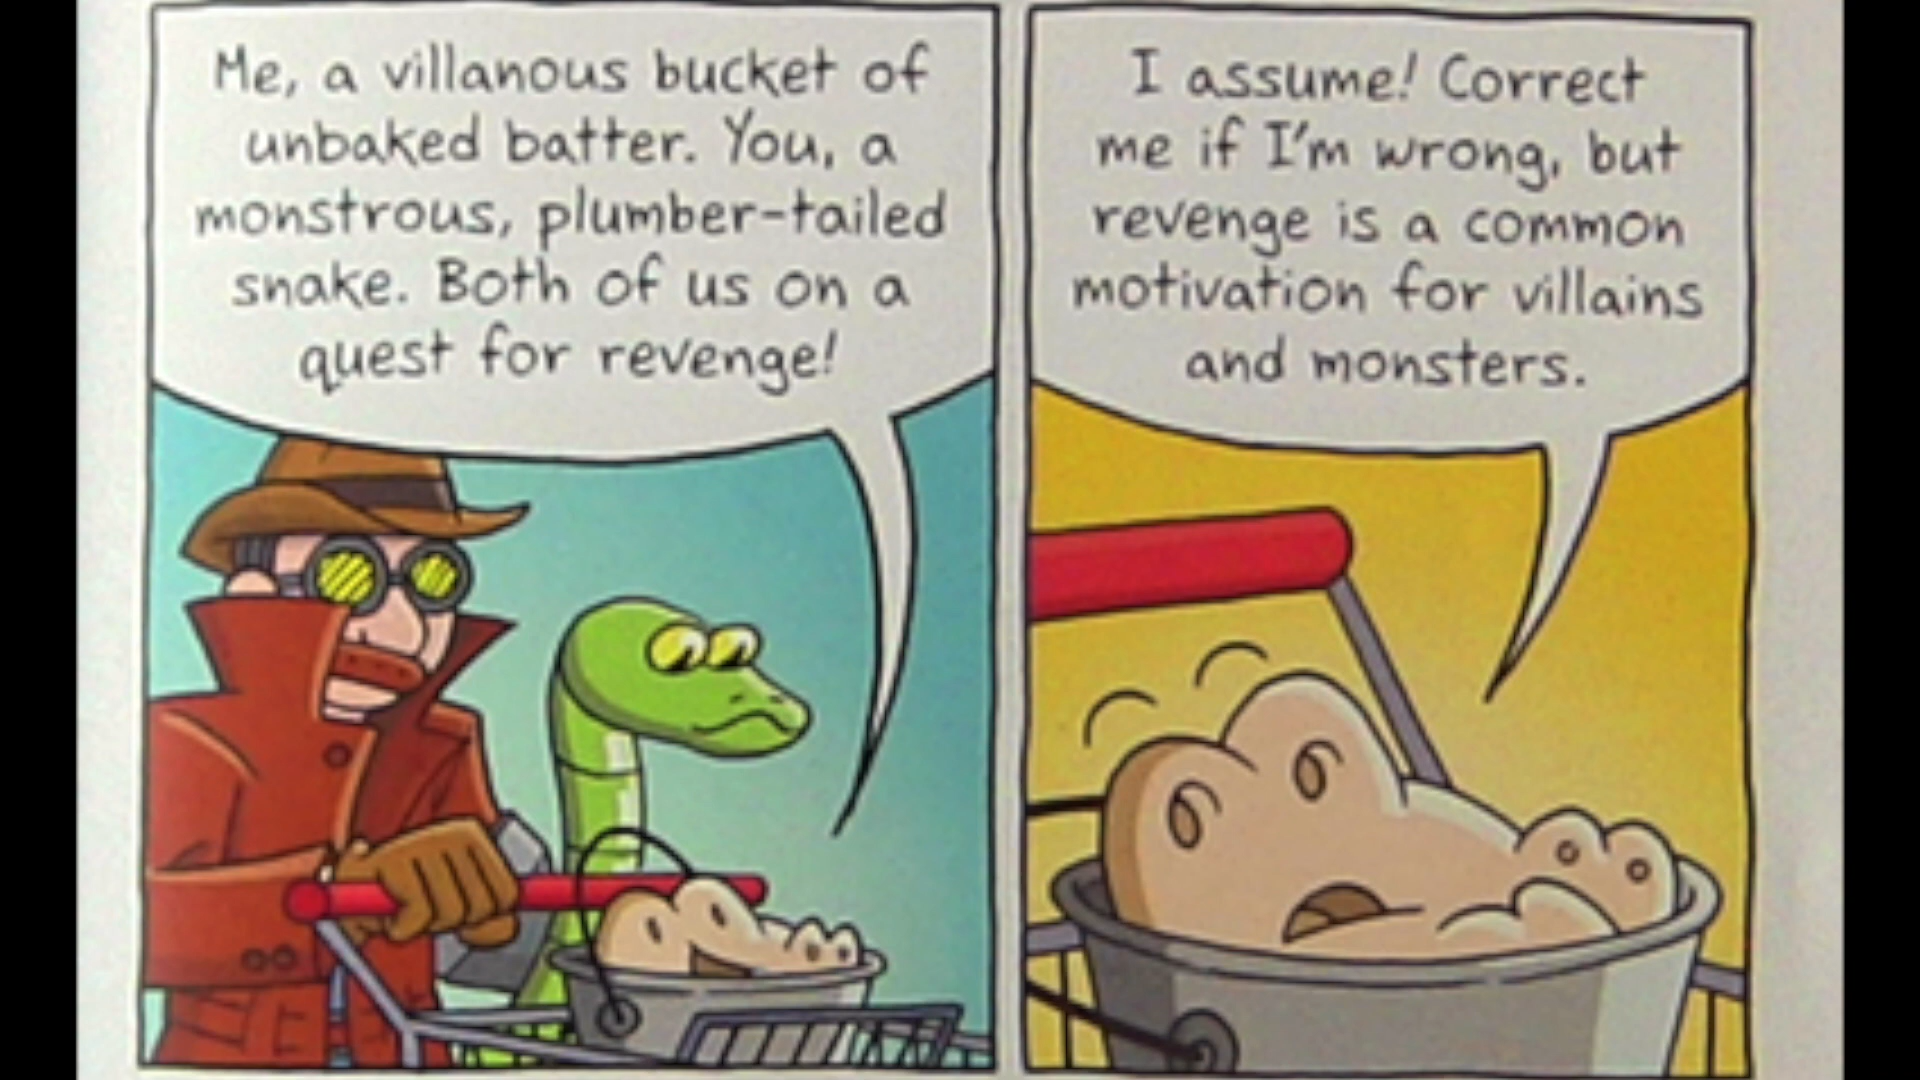 Me, a villanous bucket of
unbaked batter. You, a
monstrous, plumber-tailed
snake. Both of us on a
quest for revenge!
I assume! Correct
me if I'm wrong, but
revenge is a common
motivation for villains
and monsters.